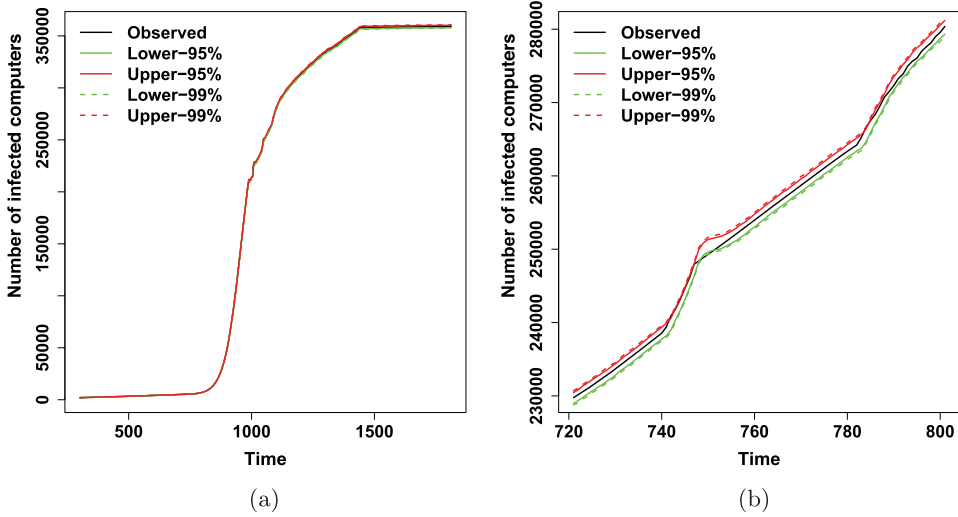 Number of infected computers
350000
250000
150000
50000
0
Observed
Lower−95%
Upper−95%
Lower−99%
Upper−99%
500
1000
1500
Time
(a)
Number of infected computers
280000
270000
260000
250000
240000
230000
Observed
Lower−95%
Upper−95%
Lower−99%
Upper−99%
720
740
760
780
800
Time
(b)